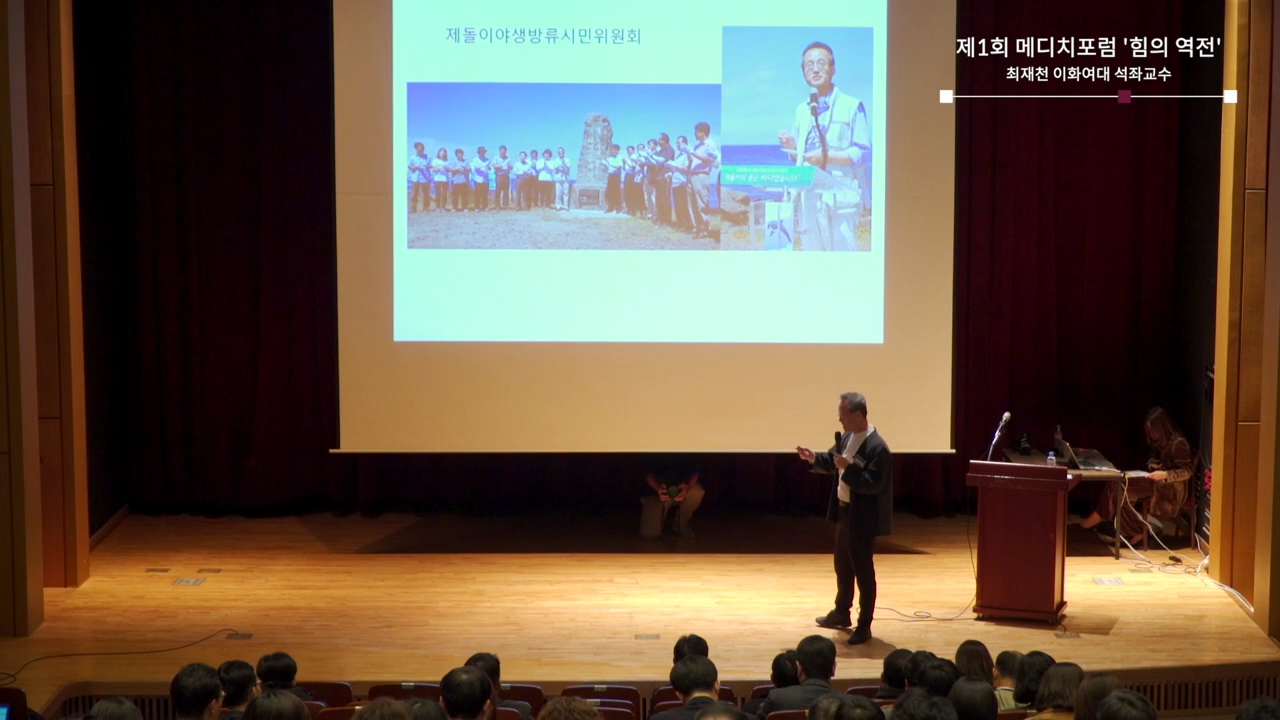 제돌이야생방류시민위원회
제1회 메디치포럼 '힘의 역전'
최재천 이화여대 석좌교수